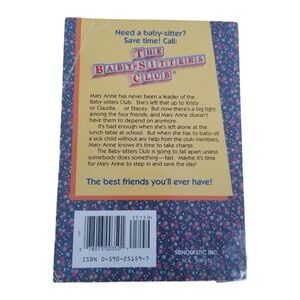 Need a baby-sitter?
Save time! Call:
THE
BABY-SITTERS
CLUB®
Mary Anne has never been a leader of the
Baby-sitters Club. She's left that up to Kristy...
or Claudia... or Stacey. But now there's a big fight
among the four friends, and Mary Anne doesn't
have them to depend on anymore.
It's bad enough when she's left alone at the
lunch table at school. But when she has to baby-sit
a sick child without any help from the club members,
Mary Anne knows it's time to take charge.
The Baby-sitters Club is going to fall apart unless
somebody does something—fast. Maybe it's time
for Mary Anne to step in and save the day!
The best friends you'll ever have!
ISBN 0-590-25159-7
SCHOLASTIC INC.